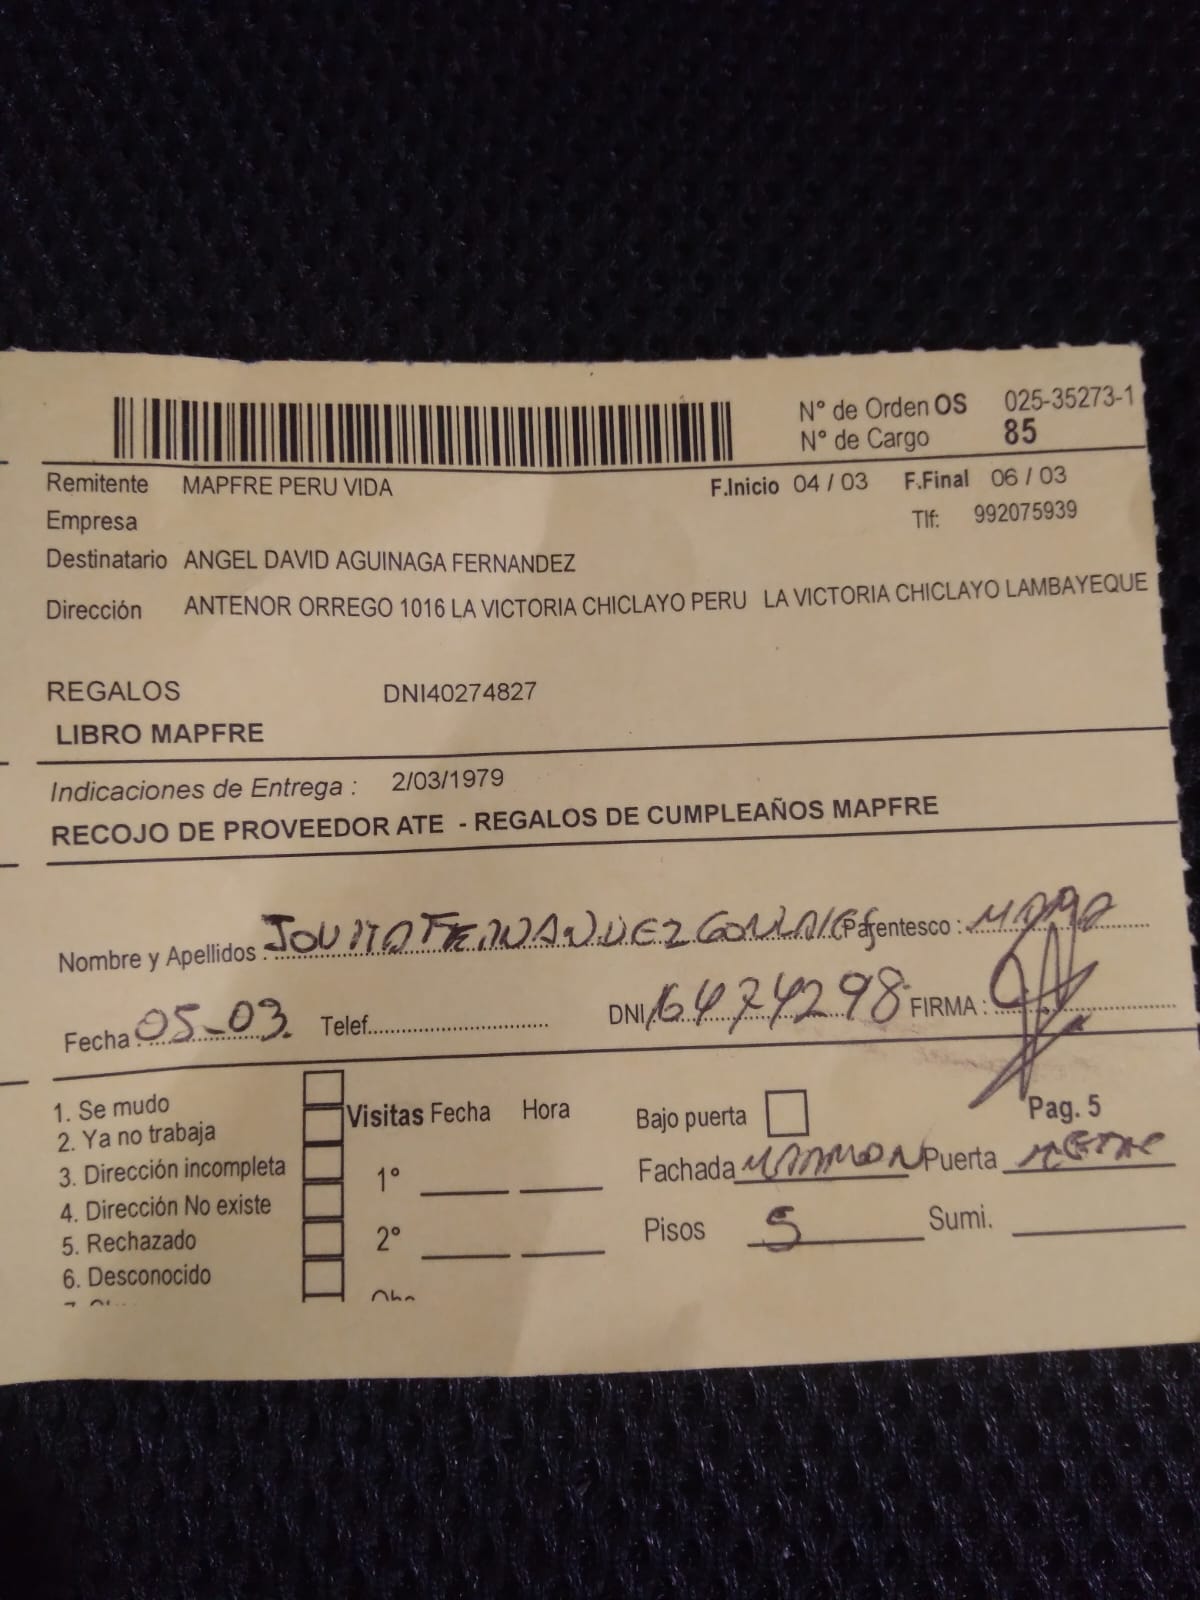 N° de Orden OS 025-35273-1
N° de Cargo 85
Remitente MAPFRE PERU VIDA F.Inicio 04 / 03 F.Final 06 / 03
Empresa Tlf: 992075939
Destinatario ANGEL DAVID AGUINAGA FERNANDEZ
Dirección ANTENOR ORREGO 1016 LA VICTORIA CHICLAYO PERU LA VICTORIA CHICLAYO LAMBAYEQUE
REGALOS DNI40274827
LIBRO MAPFRE
Indicaciones de Entrega : 2/03/1979
RECOJO DE PROVEEDOR ATE - REGALOS DE CUMPLEAÑOS MAPFRE
Nombre y Apellidos : FERNANDEZ Parentesco : MAMA
Fecha : 05-03. Telef. DNI 16474298 FIRMA :
1. Se mudo
2. Ya no trabaja
3. Dirección incompleta
4. Dirección No existe
5. Rechazado
6. Desconocido
Visitas Fecha Hora
1°
2°
Bajo puerta Pag. 5
Fachada MARRON Puerta METAL
Pisos 5 Sumi.